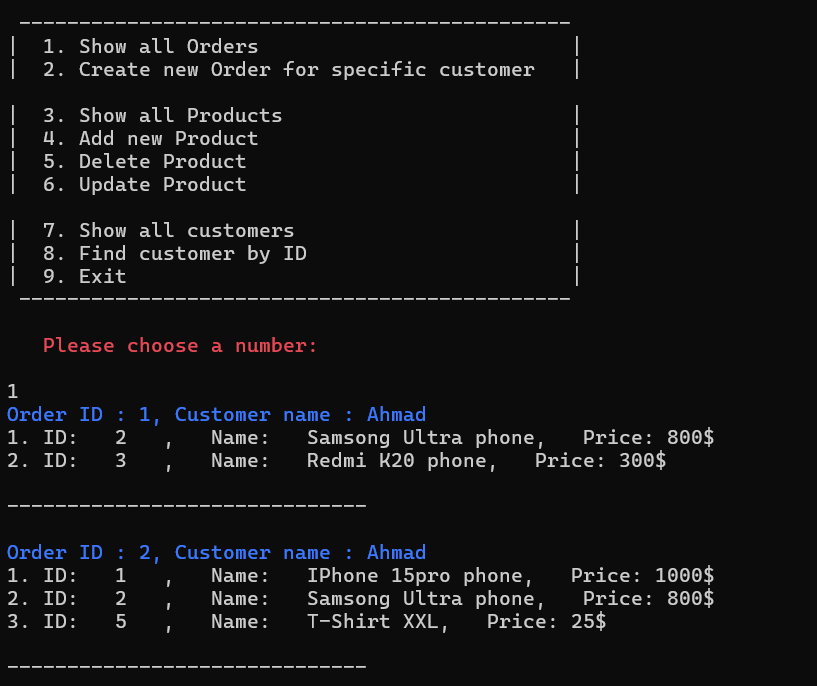 ----------------------------------------------
|  1. Show all Orders                          |
|  2. Create new Order for specific customer   |
|  3. Show all Products                        |
|  4. Add new Product                          |
|  5. Delete Product                           |
|  6. Update Product                           |
|  7. Show all customers                       |
|  8. Find customer by ID                      |
|  9. Exit                                     |
----------------------------------------------
Please choose a number:
1
Order ID : 1, Customer name : Ahmad
1. ID:   2   ,   Name:   Samsong Ultra phone,   Price: 800$
2. ID:   3   ,   Name:   Redmi K20 phone,   Price: 300$
------------------------------
Order ID : 2, Customer name : Ahmad
1. ID:   1   ,   Name:   IPhone 15pro phone,   Price: 1000$
2. ID:   2   ,   Name:   Samsong Ultra phone,   Price: 800$
3. ID:   5   ,   Name:   T-Shirt XXL,   Price: 25$
------------------------------